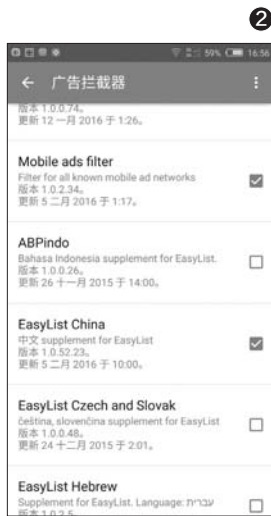 ❷
59% 16:56
← 广告拦截器
版本 1.0.0.74。
更新 12 一月 2016 于 1:26。
Mobile ads filter
Filter for all known mobile ad networks
版本 1.0.2.34。
更新 5 二月 2016 于 1:17。
ABPindo
Bahasa Indonesia supplement for EasyList.
版本 1.0.0.26。
更新 26 十一月 2015 于 14:00。
EasyList China
中文 supplement for EasyList
版本 1.0.52.23。
更新 5 二月 2016 于 10:00。
EasyList Czech and Slovak
čeština, slovenčina supplement for EasyList
版本 1.0.0.48。
更新 24 十二月 2015 于 2:01。
EasyList Hebrew
Supplement for EasyList. Language: עברית
版本 1.0.2.5